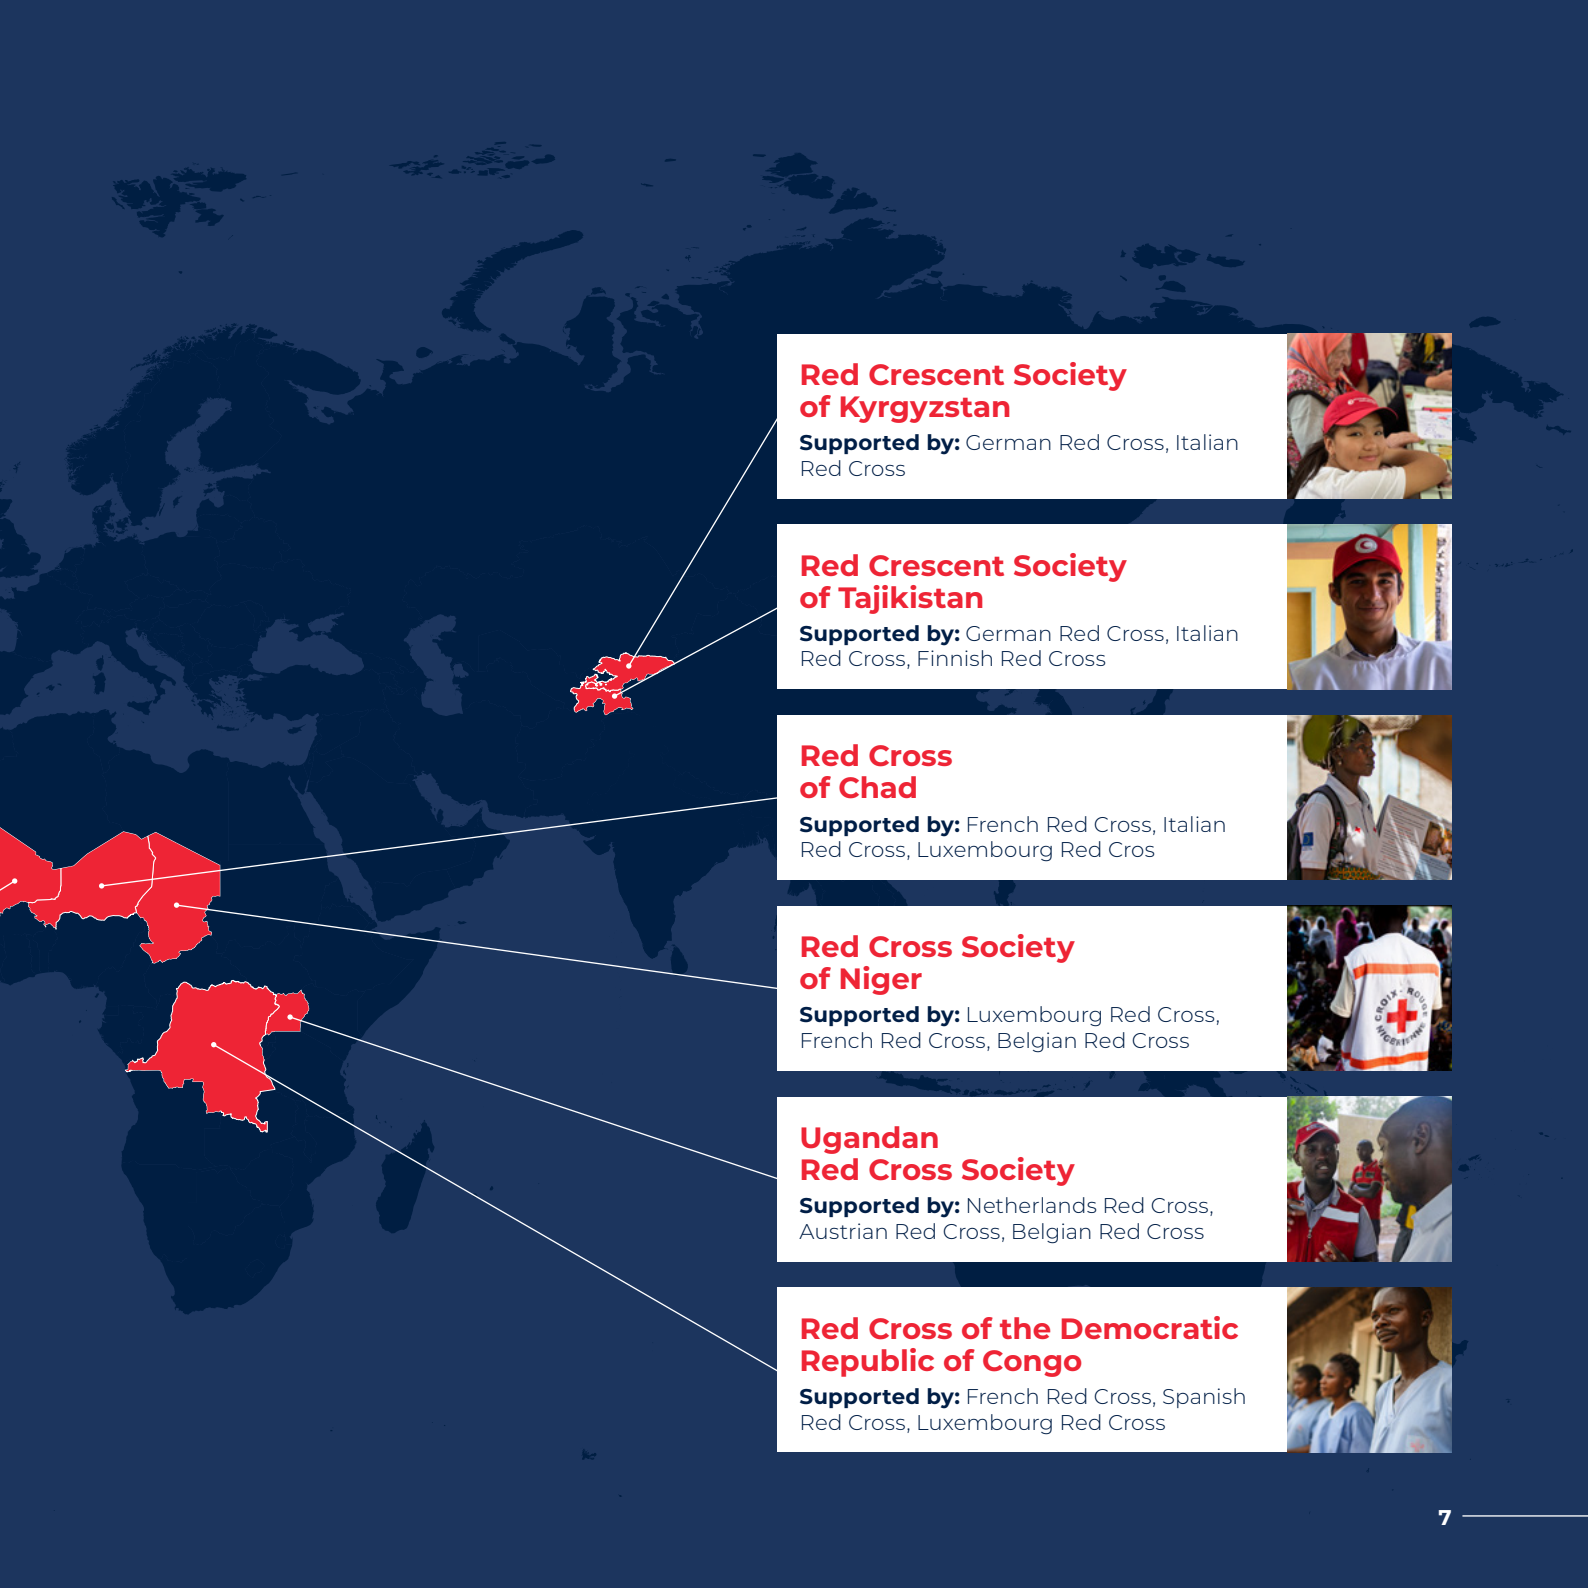 Red Crescent Society
of Kyrgyzstan
Supported by: German Red Cross, Italian
Red Cross
Red Crescent Society
of Tajikistan
Supported by: German Red Cross, Italian
Red Cross, Finnish Red Cross
Red Cross
of Chad
Supported by: French Red Cross, Italian
Red Cross, Luxembourg Red Cros
Red Cross Society
of Niger
Supported by: Luxembourg Red Cross,
French Red Cross, Belgian Red Cross
CROIX-ROUGE
NIGERIENNE
Ugandan
Red Cross Society
Supported by: Netherlands Red Cross,
Austrian Red Cross, Belgian Red Cross
Red Cross of the Democratic
Republic of Congo
Supported by: French Red Cross, Spanish
Red Cross, Luxembourg Red Cross
7